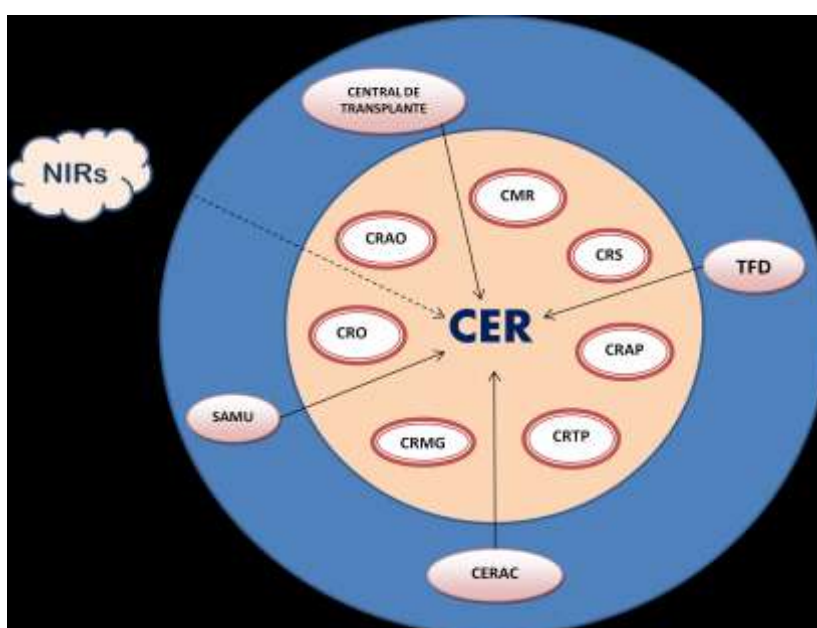 CENTRAL DE
TRANSPLANTE
NIRs
CMR
CRAO
CRS
TFD
CER
CRO
CRAP
SAMU
CRMG
CRTP
CERAC